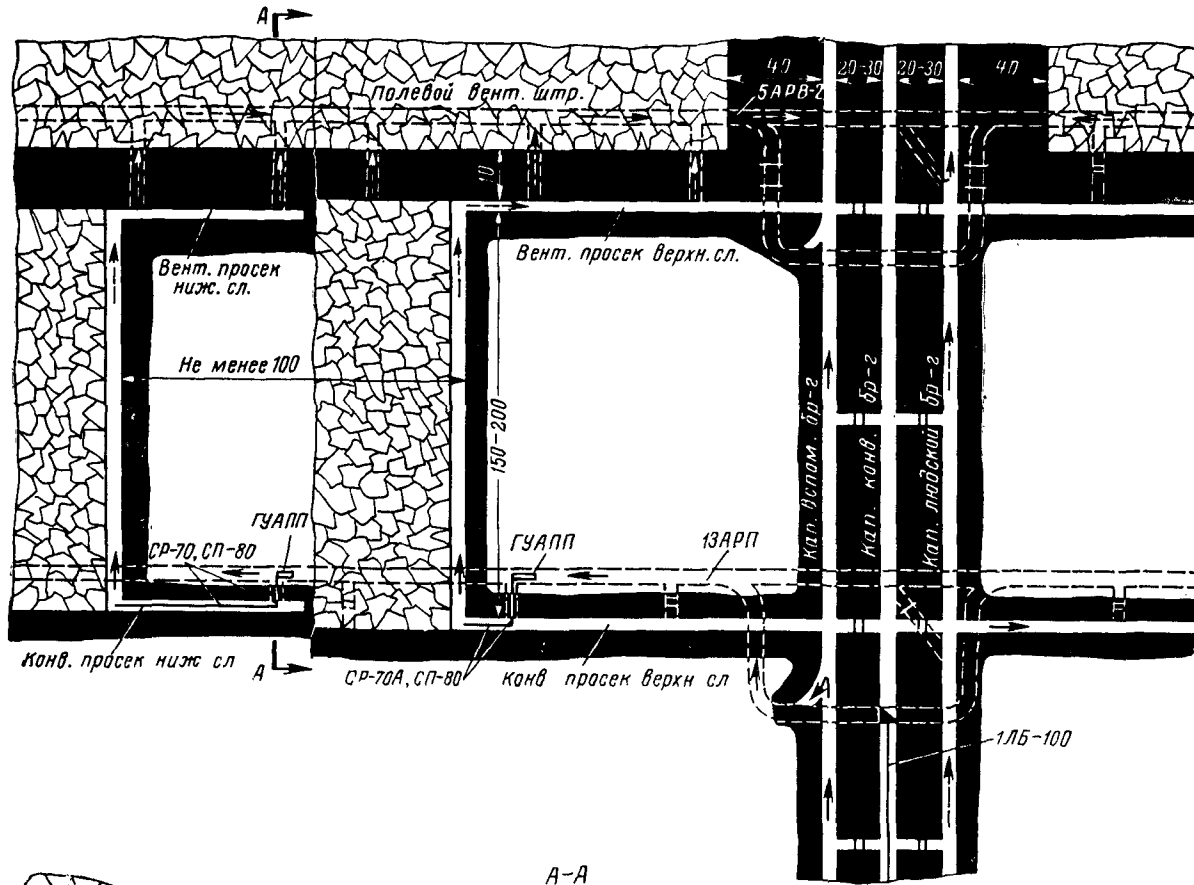 А
40
20-30
20-30
40
Полевой вент. штр.
5АРВ-2
10
Вент. просек
ниж. сл.
Вент. просек верхн. сл.
Не менее 100
150-200
Кап. вспом. бр-г
Кап. конв. бр-г
Кап. людской бр-г
ГУАПП
СР-70, СП-80
ГУАПП
13АРП
Конв. просек ниж сл
А
СР-70А, СП-80
Конв просек верхн сл
1ЛБ-100
А-А